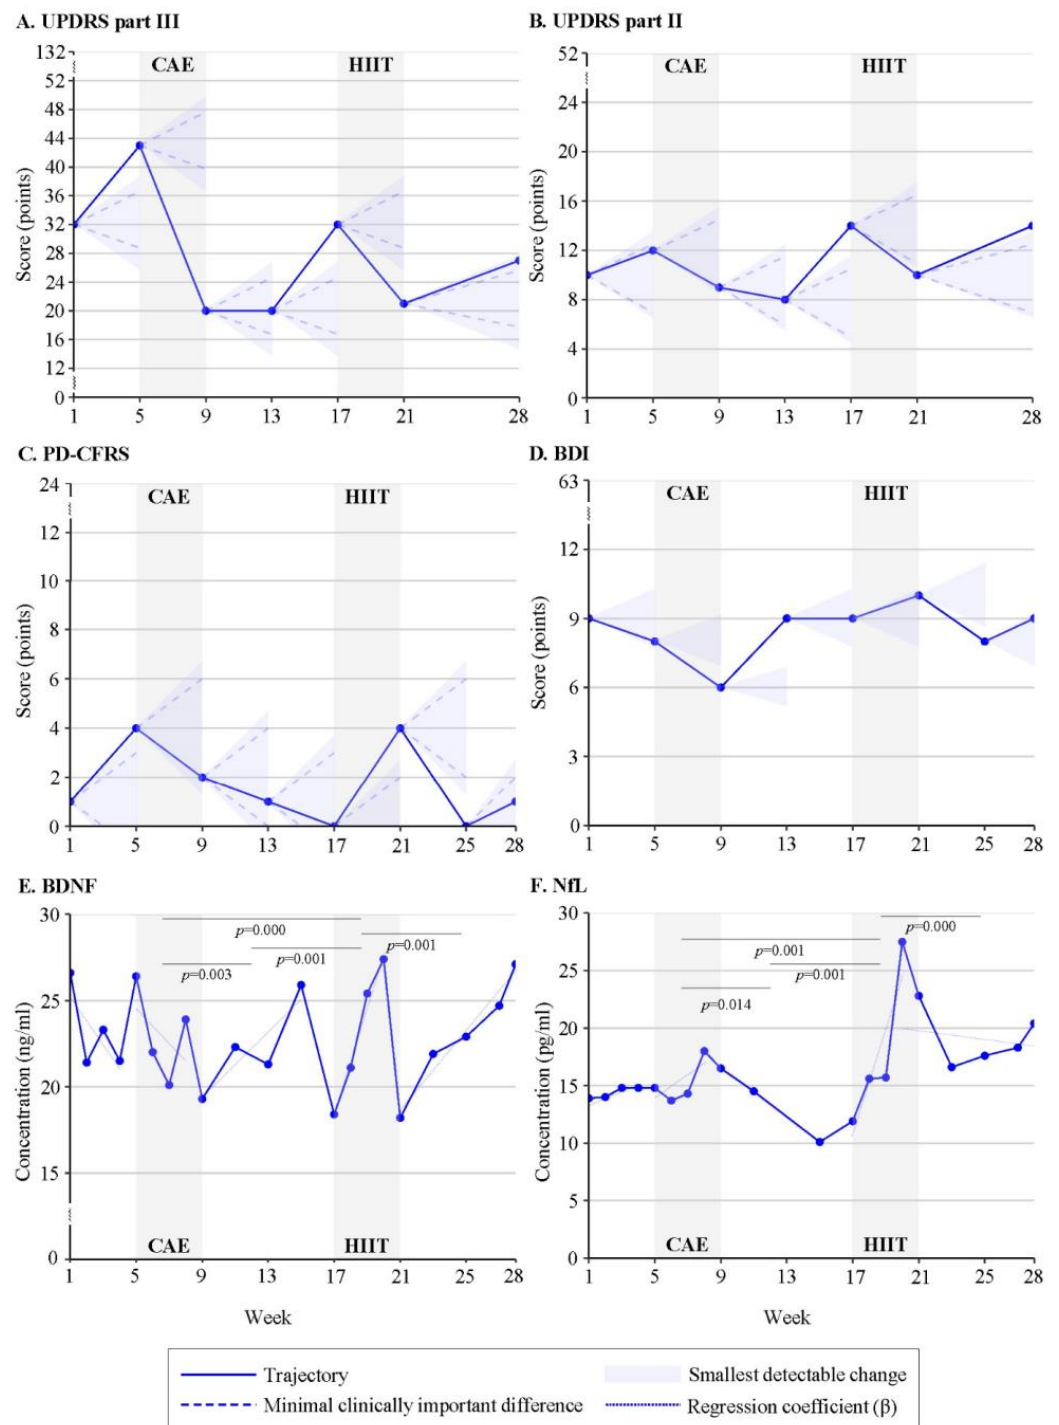 A. UPDRS part III
CAE HIIT
132
52
48
44
40
36
32
28
24
20
16
12
0
Score (points)
1 5 9 13 17 21 28
B. UPDRS part II
CAE HIIT
52
24
20
16
12
8
4
0
Score (points)
1 5 9 13 17 21 28
C. PD-CFRS
CAE HIIT
24
12
10
8
6
4
2
0
Score (points)
1 5 9 13 17 21 25 28
D. BDI
CAE HIIT
63
12
9
6
3
0
Score (points)
1 5 9 13 17 21 25 28
E. BDNF
30
25
20
15
0
Concentration (ng/ml)
p=0.000
p=0.001
p=0.001
p=0.003
CAE HIIT
1 5 9 13 17 21 25 28
Week
F. NfL
30
25
20
15
10
5
0
Concentration (pg/ml)
p=0.000
p=0.001
p=0.001
p=0.014
CAE HIIT
1 5 9 13 17 21 25 28
Week
Trajectory
Smallest detectable change
Minimal clinically important difference
Regression coefficient (β)